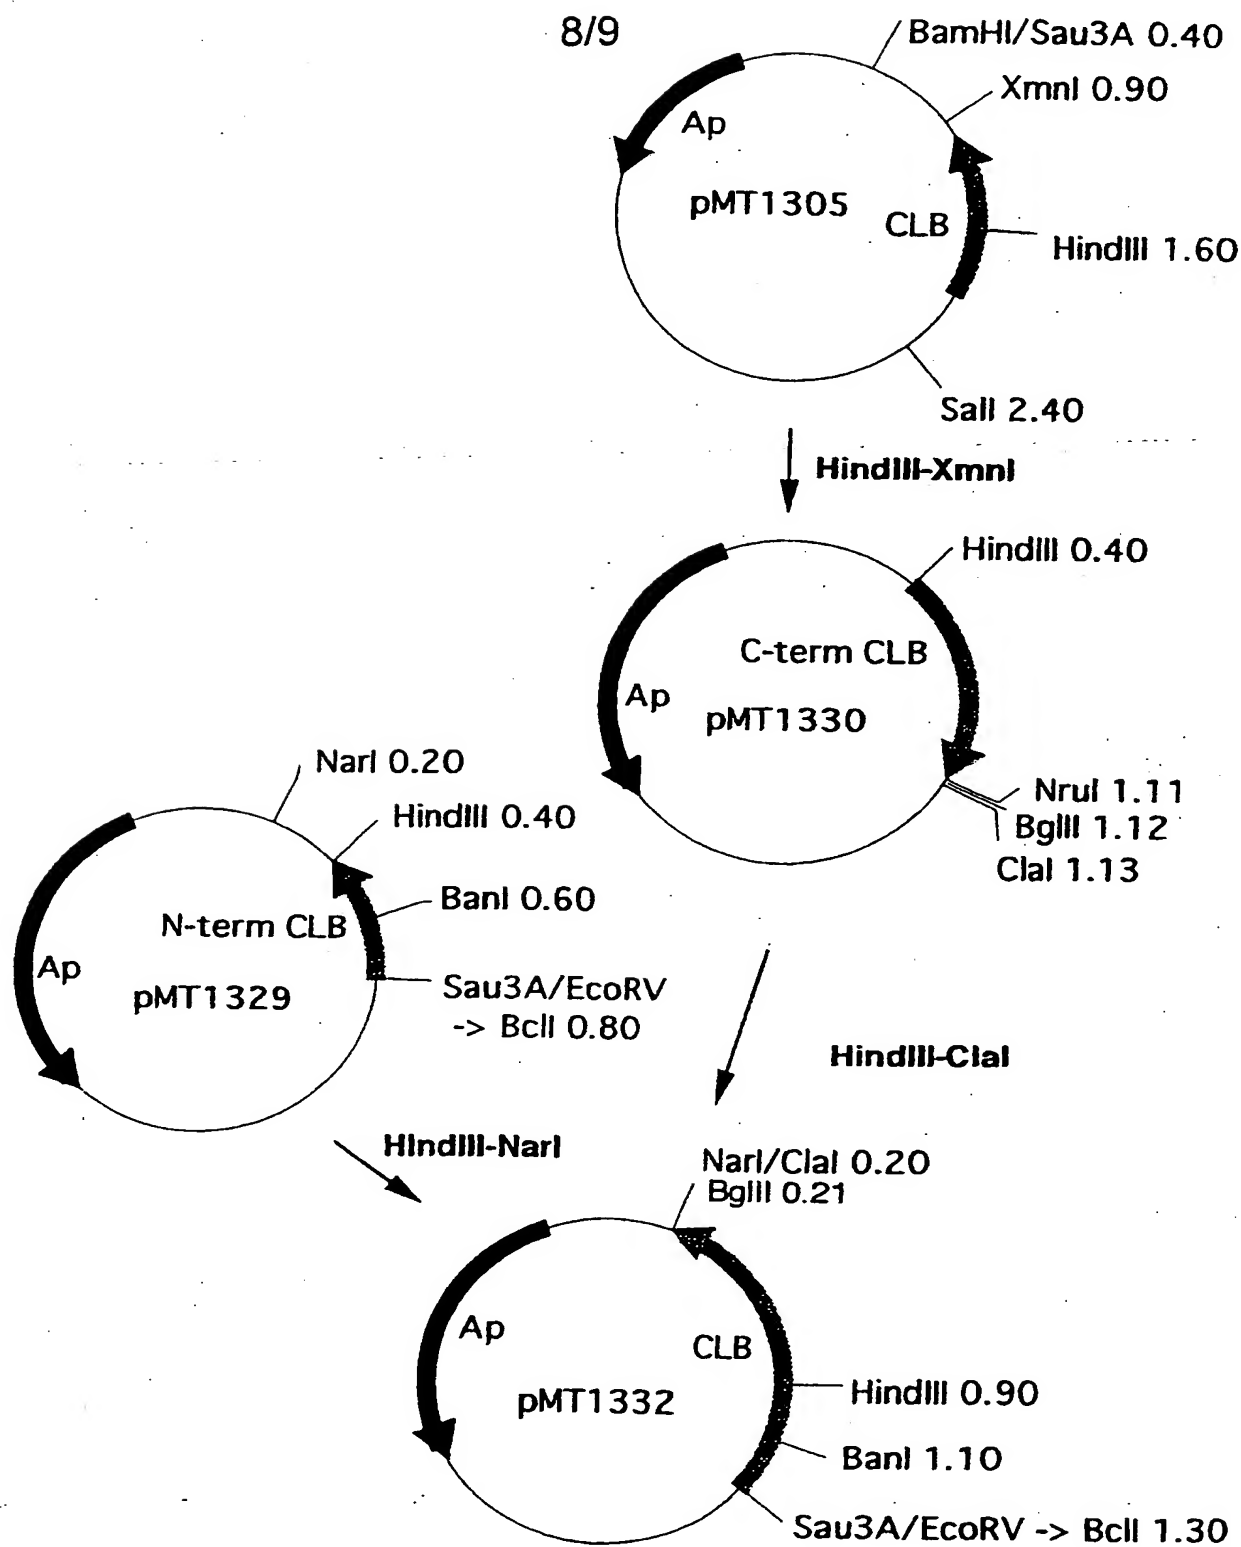 8/9
BamHI/Sau3A 0.40
XmnI 0.90
Ap
pMT1305
CLB
HindIII 1.60
SalI 2.40
HindIII-XmnI
HindIII 0.40
C-term CLB
Ap
pMT1330
NruI 1.11
BglII 1.12
ClaI 1.13
NarI 0.20
HindIII 0.40
BanI 0.60
N-term CLB
Ap
pMT1329
Sau3A/EcoRV
-> BclI 0.80
HindIII-ClaI
HindIII-NarI
NarI/ClaI 0.20
BglII 0.21
Ap
CLB
pMT1332
HindIII 0.90
BanI 1.10
Sau3A/EcoRV -> BclI 1.30